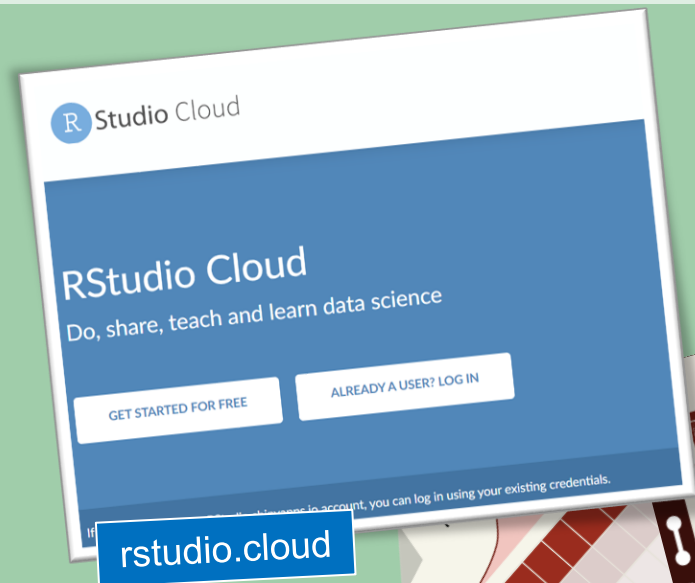 R Studio Cloud
RStudio Cloud
Do, share, teach and learn data science
GET STARTED FOR FREE
ALREADY A USER? LOG IN
If account, you can log in using your existing credentials.
rstudio.cloud